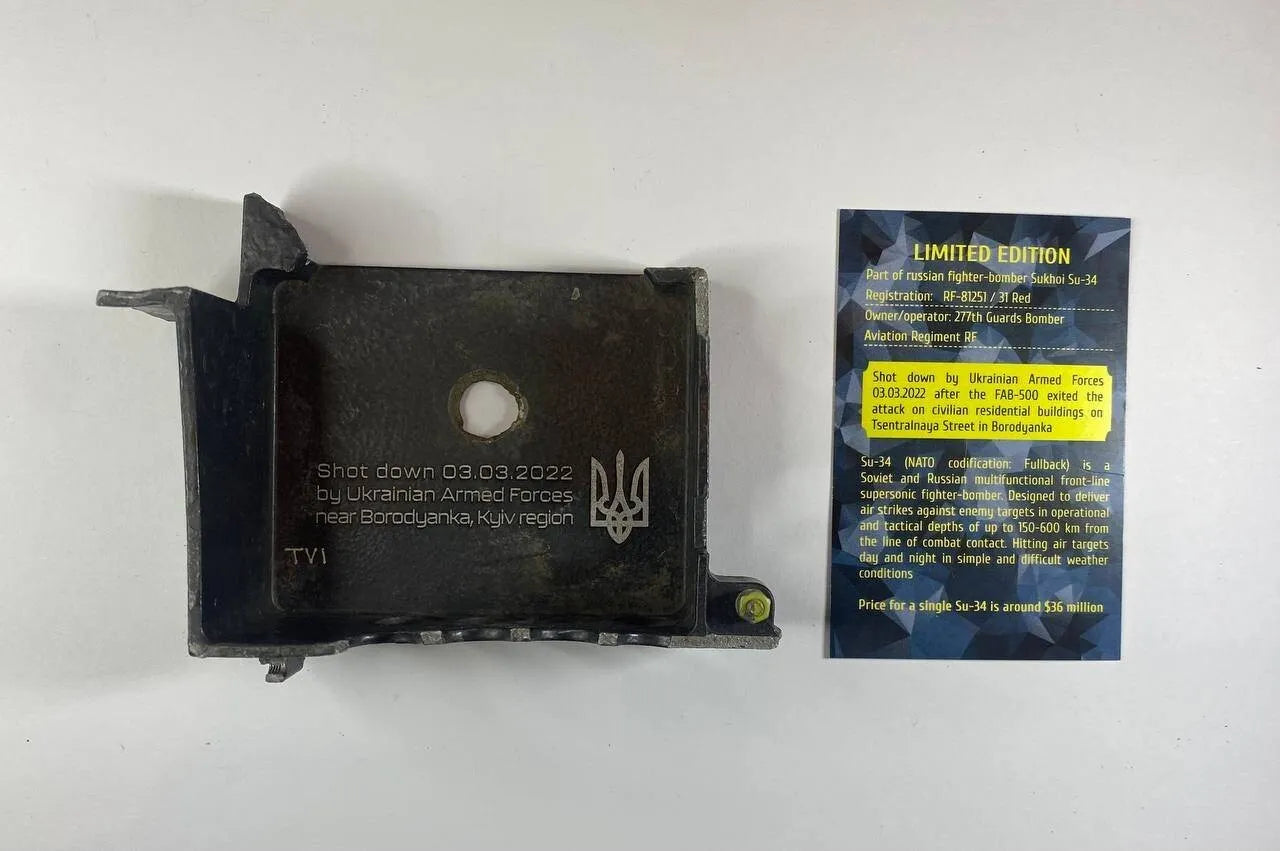 Shot down 03.03.2022
by Ukrainian Armed Forces
near Borodyanka, Kyiv region
TVI
LIMITED EDITION
Part of russian fighter-bomber Sukhoi Su-34
Registration: RF-81251 / 31 Red
Owner/operator: 277th Guards Bomber
Aviation Regiment RF
Shot down by Ukrainian Armed Forces
03.03.2022 after the FAB-500 exited the
attack on civilian residential buildings on
Tsentralnaya Street in Borodyanka
Su-34 (NATO codification: Fullback) is a
Soviet and Russian multifunctional front-line
supersonic fighter-bomber. Designed to deliver
air strikes against enemy targets in operational
and tactical depths of up to 150-600 km from
the line of combat contact. Hitting air targets
day and night in simple and difficult weather
conditions
Price for a single Su-34 is around $36 million